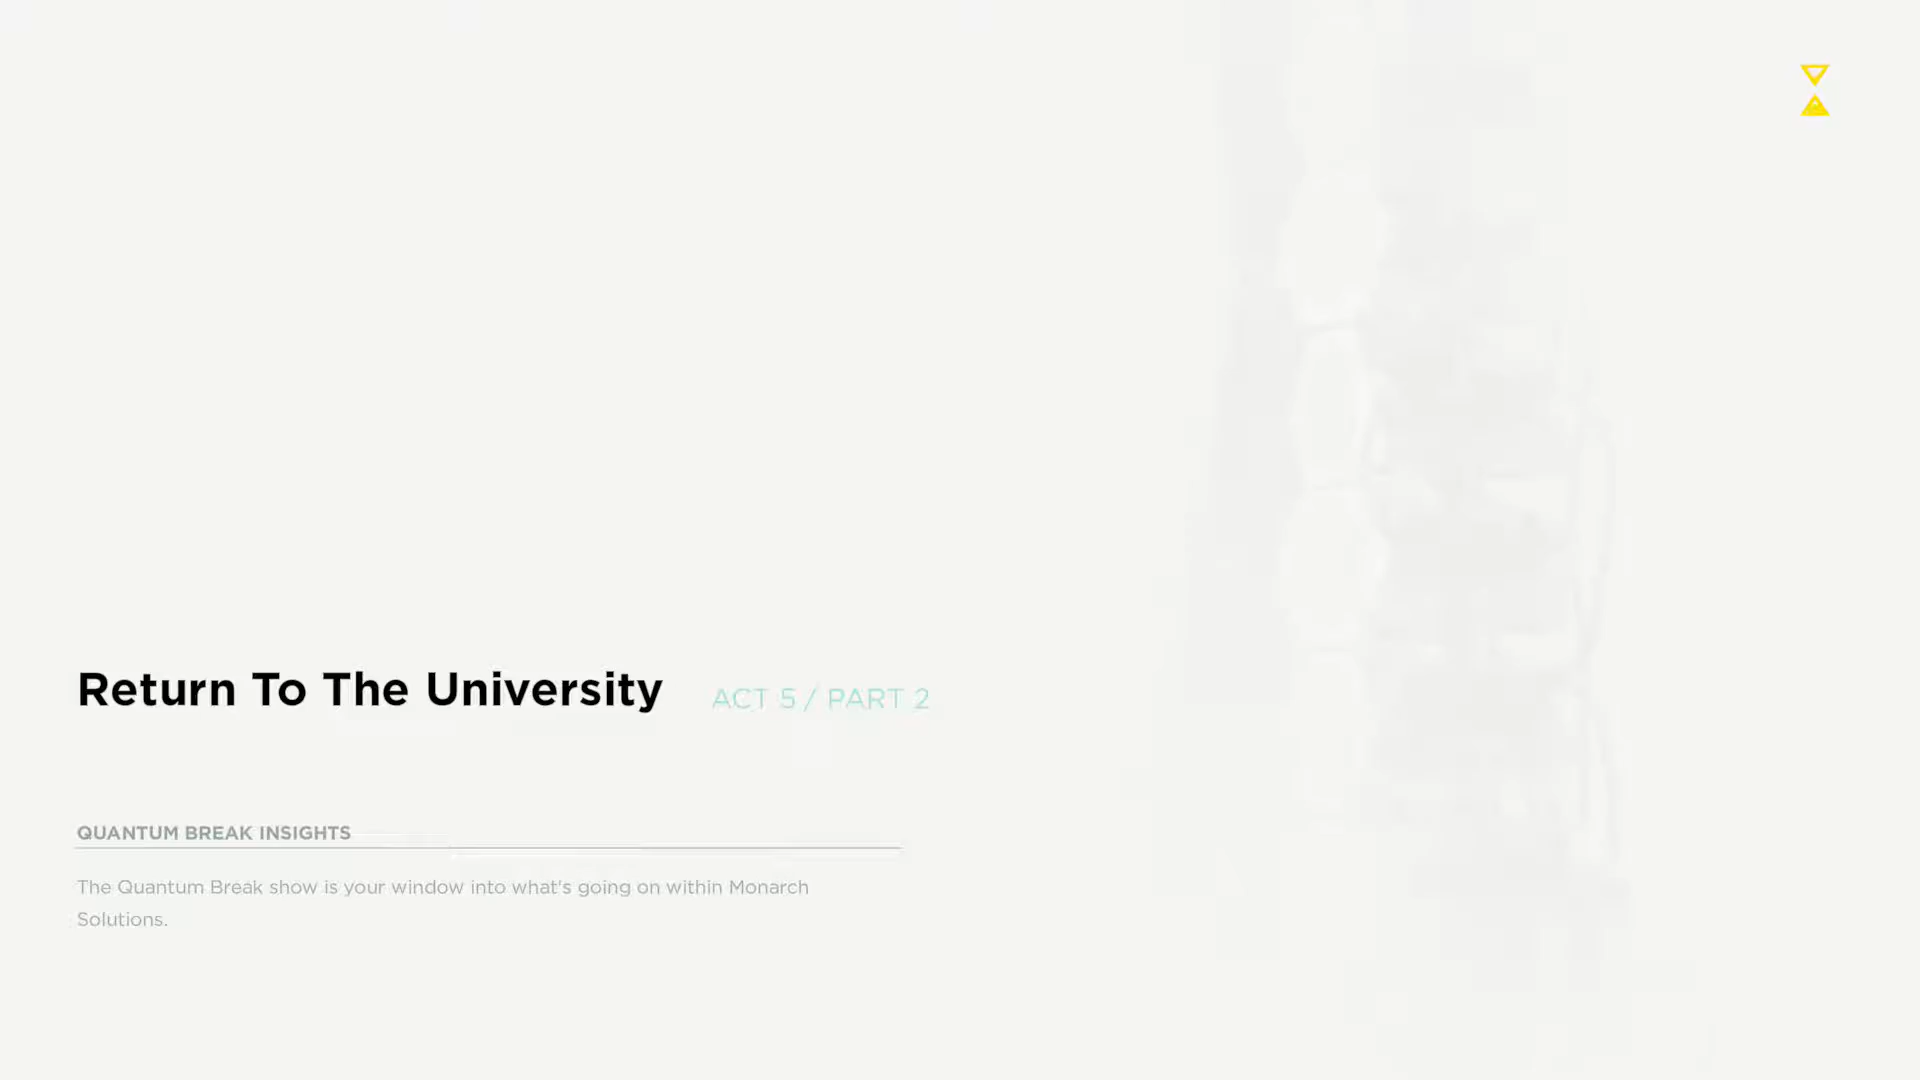 Return To The University
ACT 5 / PART 2
QUANTUM BREAK INSIGHTS
The Quantum Break show is your window into what's going on within Monarch
Solutions.